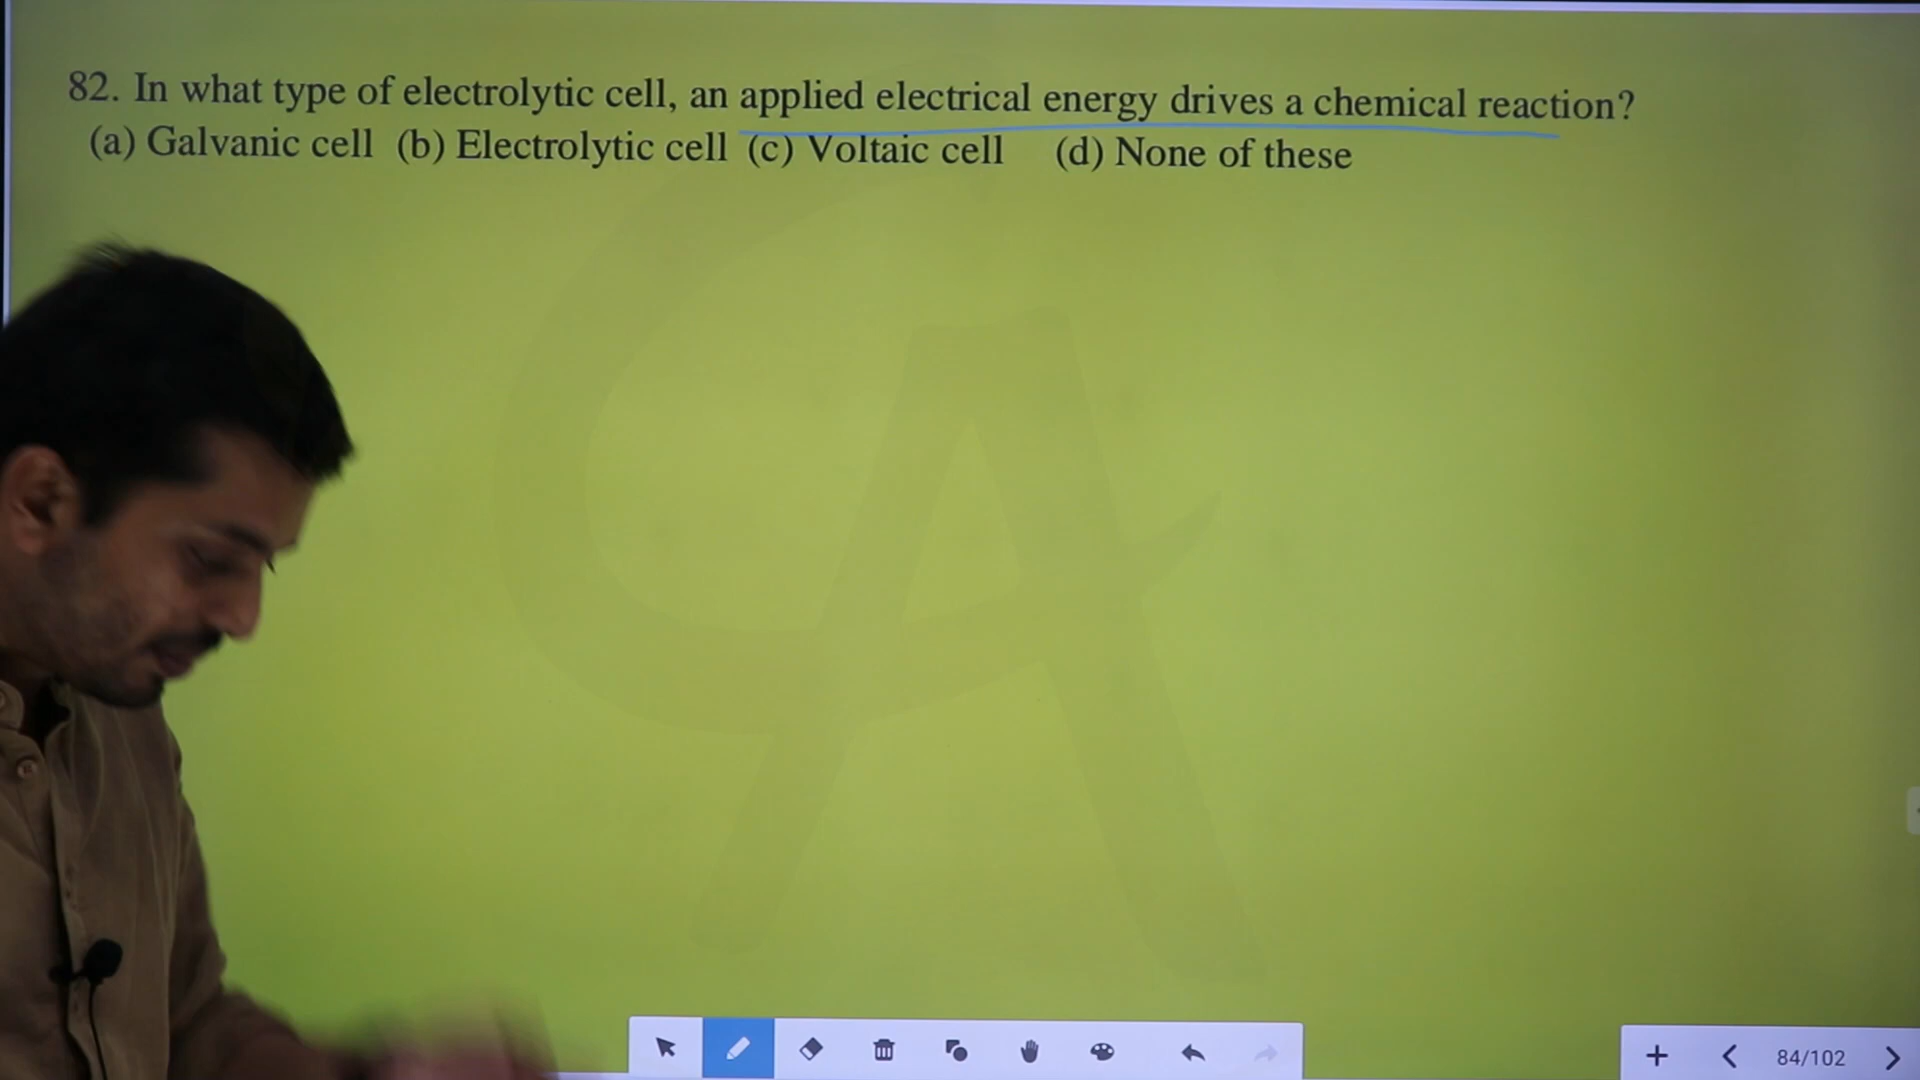 82. In what type of electrolytic cell, an applied electrical energy drives a chemical reaction?
(a) Galvanic cell (b) Electrolytic cell (c) Voltaic cell (d) None of these
84/102